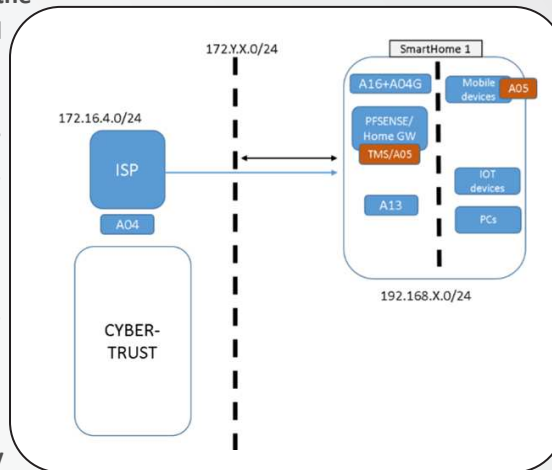 the
172.Y.X.0/24
SmartHome 1
A16+A04G
Mobile
devices
A05
PFSENSE/
Home GW
TMS/A05
172.16.4.0/24
ISP
IOT
devices
A04
A13
PCs
192.168.X.0/24
CYBER-
TRUST